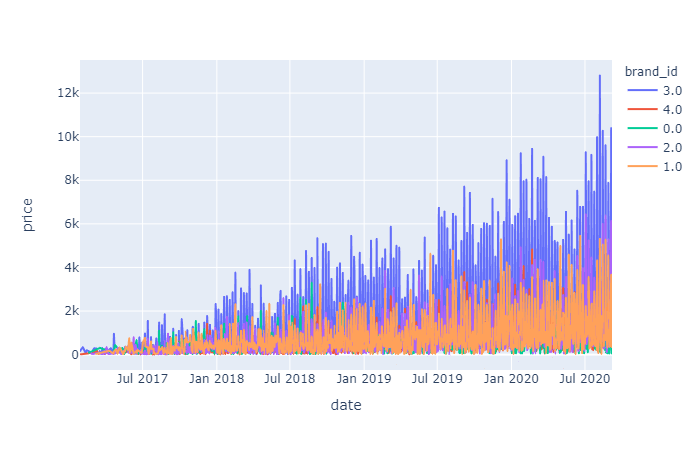 brand_id
3.0
4.0
0.0
2.0
1.0
12k
10k
8k
6k
4k
2k
0
price
Jul 2017
Jan 2018
Jul 2018
Jan 2019
Jul 2019
Jan 2020
Jul 2020
date